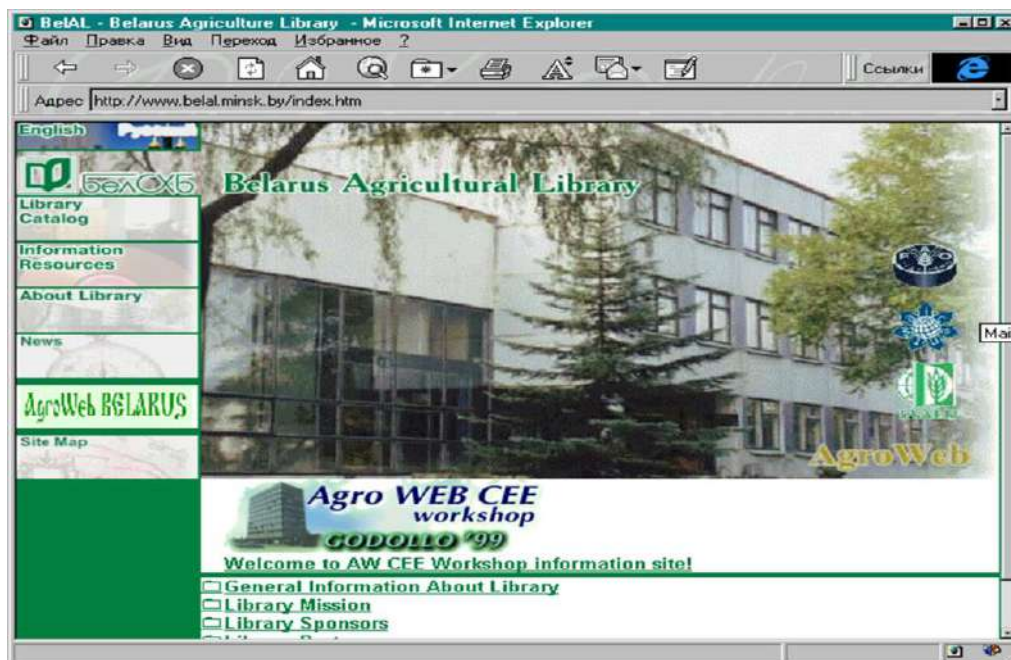 BelAL - Belarus Agriculture Library - Microsoft Internet Explorer
Файл Правка Вид Переход Избранное ?
Ссылки
Адрес http://www.belal.minsk.by/index.htm
English Русский
БелСХБ
Belarus Agricultural Library
Library
Catalog
Information
Resources
About Library
News
AgroWeb BELARUS
Site Map
Mai
AgroWeb
Agro WEB CEE
workshop
GODOLLO '99
Welcome to AW CEE Workshop information site!
General Information About Library
Library Mission
Library Sponsors